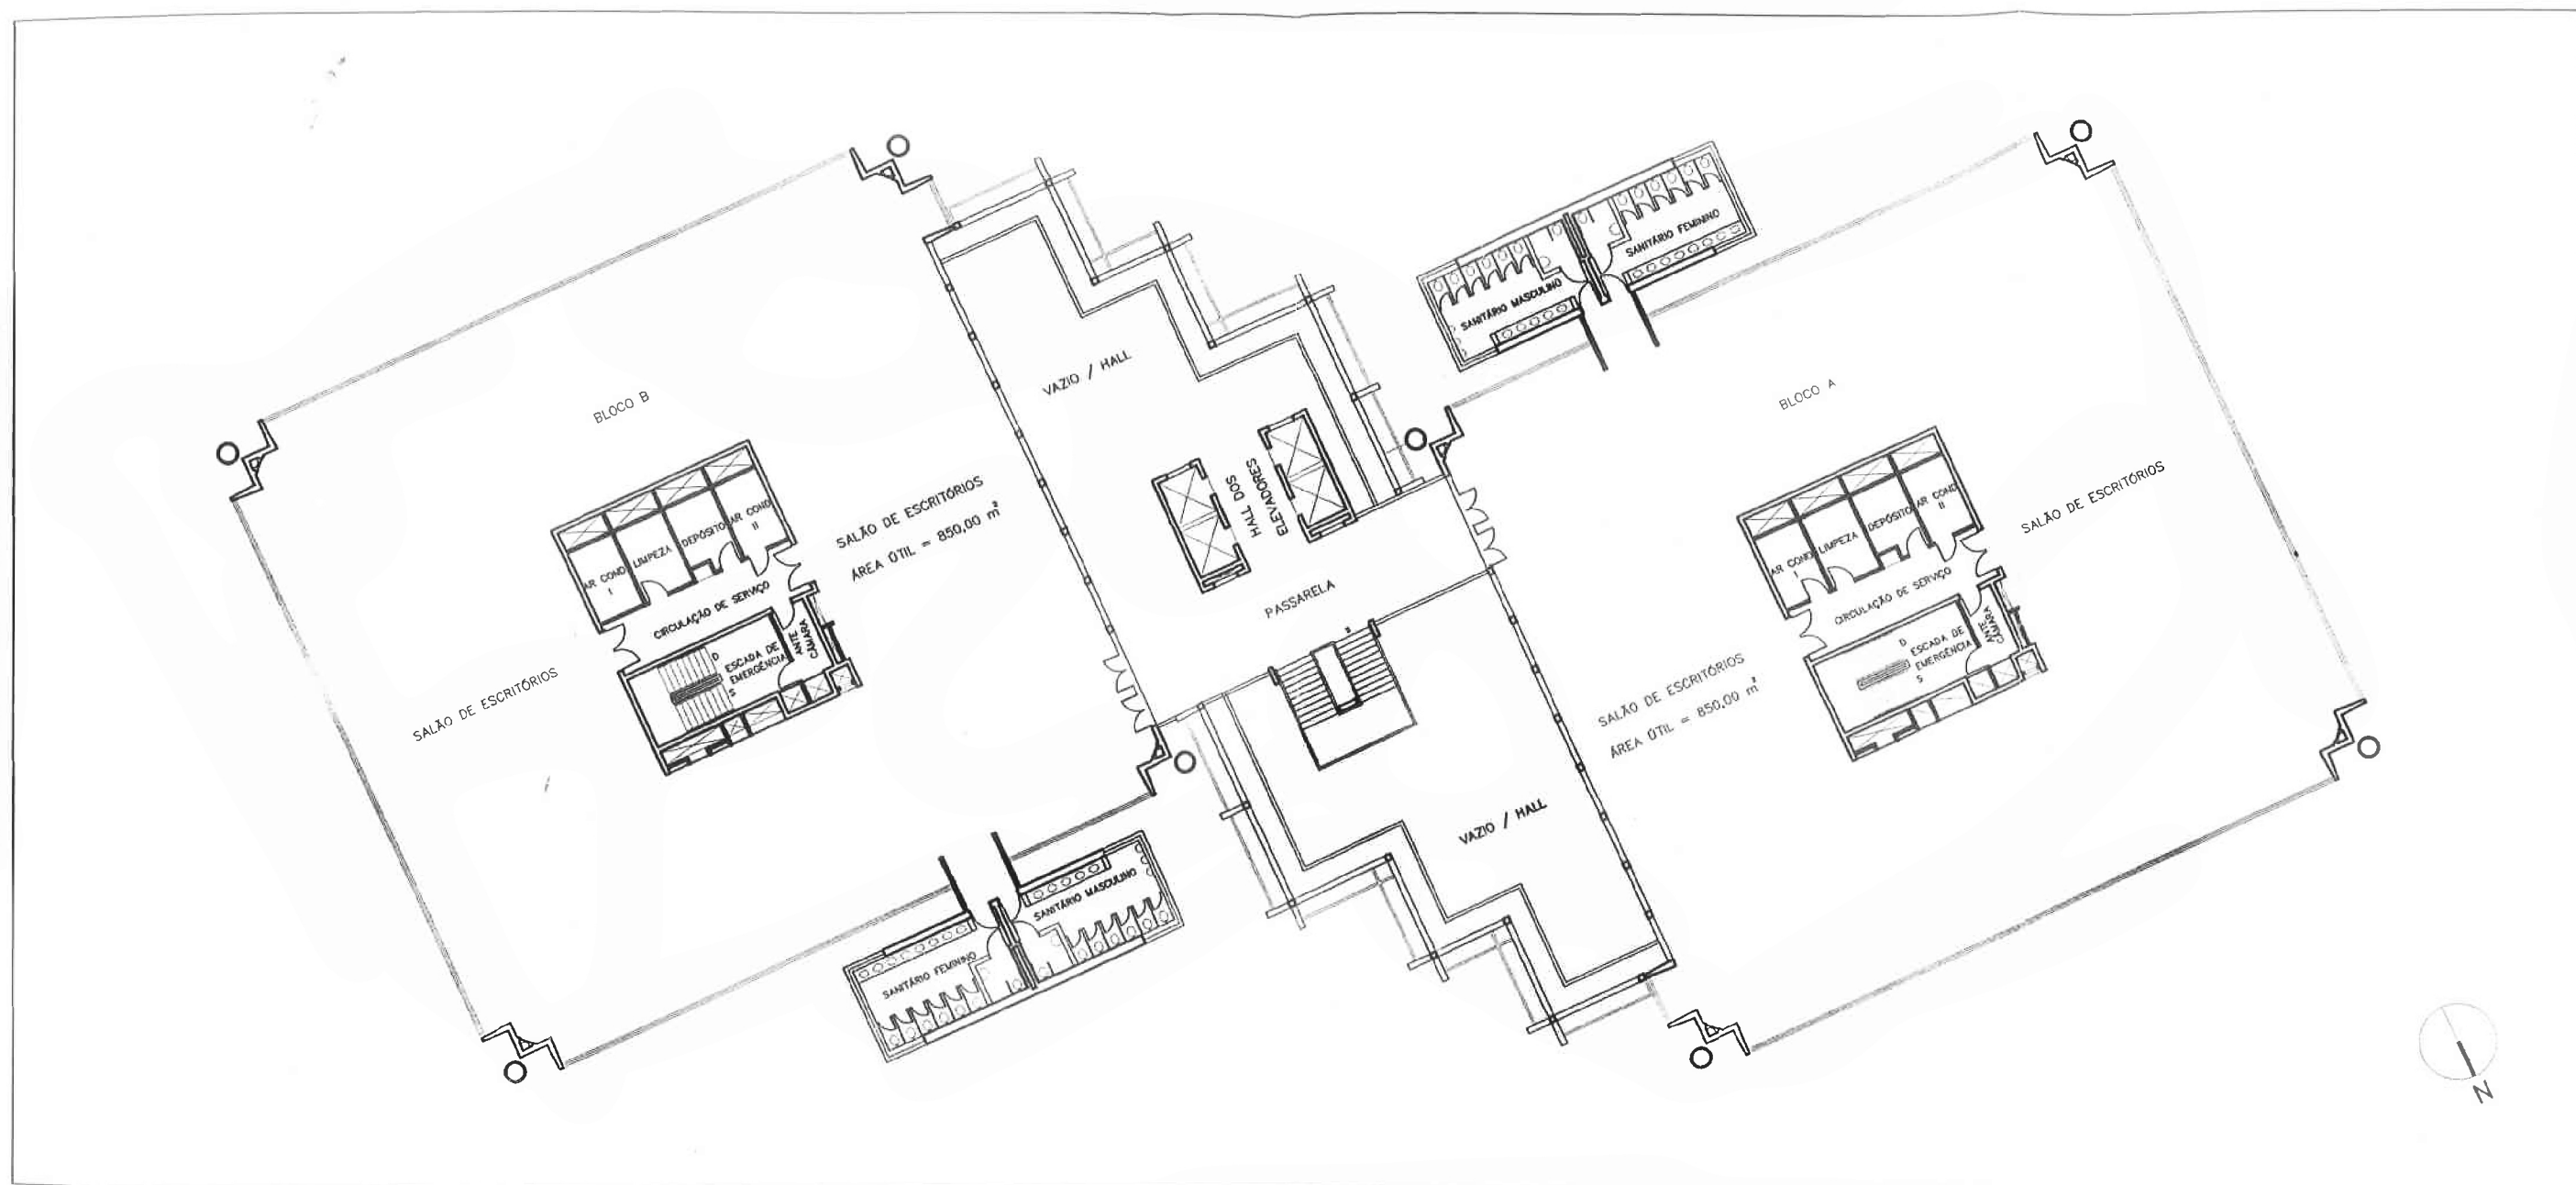 BLOCO B
SALÃO DE ESCRITÓRIOS
ÁREA ÚTIL = 850,00 m²
SALÃO DE ESCRITÓRIOS
AR COND
I
LIMPEZA
DEPÓSITO
AR COND
II
CIRCULAÇÃO DE SERVIÇO
ANTE
CÂMARA
D
ESCADA DE
EMERGÊNCIA
S
SANITÁRIO FEMININO
SANITÁRIO MASCULINO
VAZIO / HALL
HALL DOS
ELEVADORES
PASSARELA
VAZIO / HALL
SANITÁRIO MASCULINO
SANITÁRIO FEMININO
BLOCO A
SALÃO DE ESCRITÓRIOS
AR COND
I
LIMPEZA
DEPÓSITO
AR COND
II
CIRCULAÇÃO DE SERVIÇO
ANTE
CÂMARA
D
ESCADA DE
EMERGÊNCIA
S
SALÃO DE ESCRITÓRIOS
ÁREA ÚTIL = 850,00 m²
N